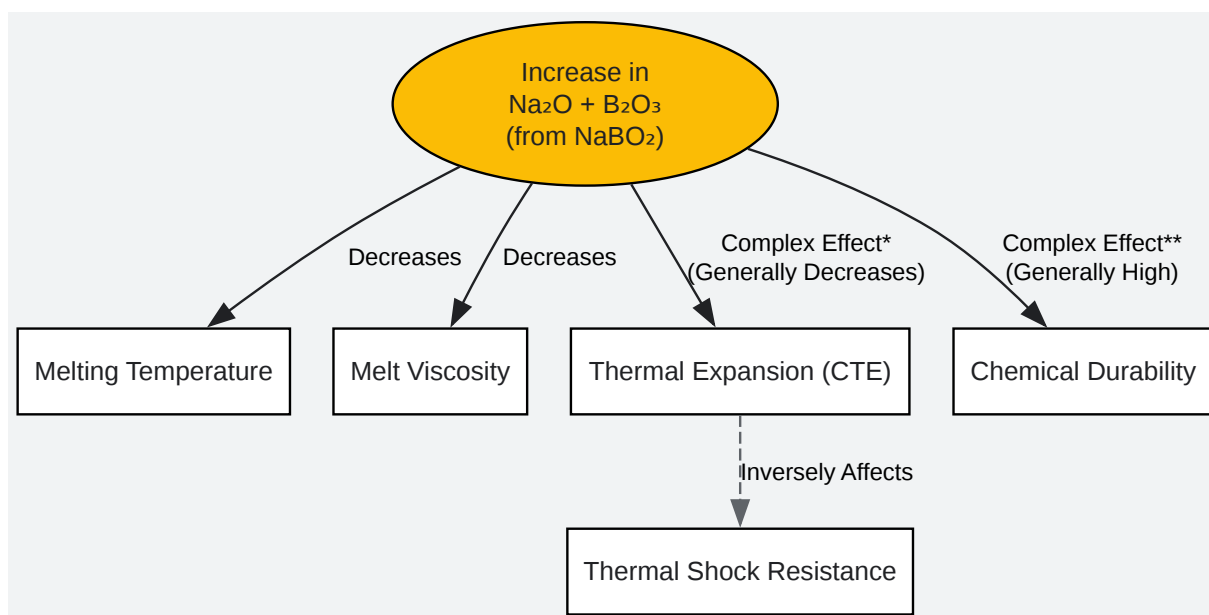 Increase in
Na₂O + B₂O₃
(from NaBO₂)
Decreases
Decreases
Complex Effect*
(Generally Decreases)
Complex Effect**
(Generally High)
Melting Temperature
Melt Viscosity
Thermal Expansion (CTE)
Chemical Durability
Inversely Affects
Thermal Shock Resistance